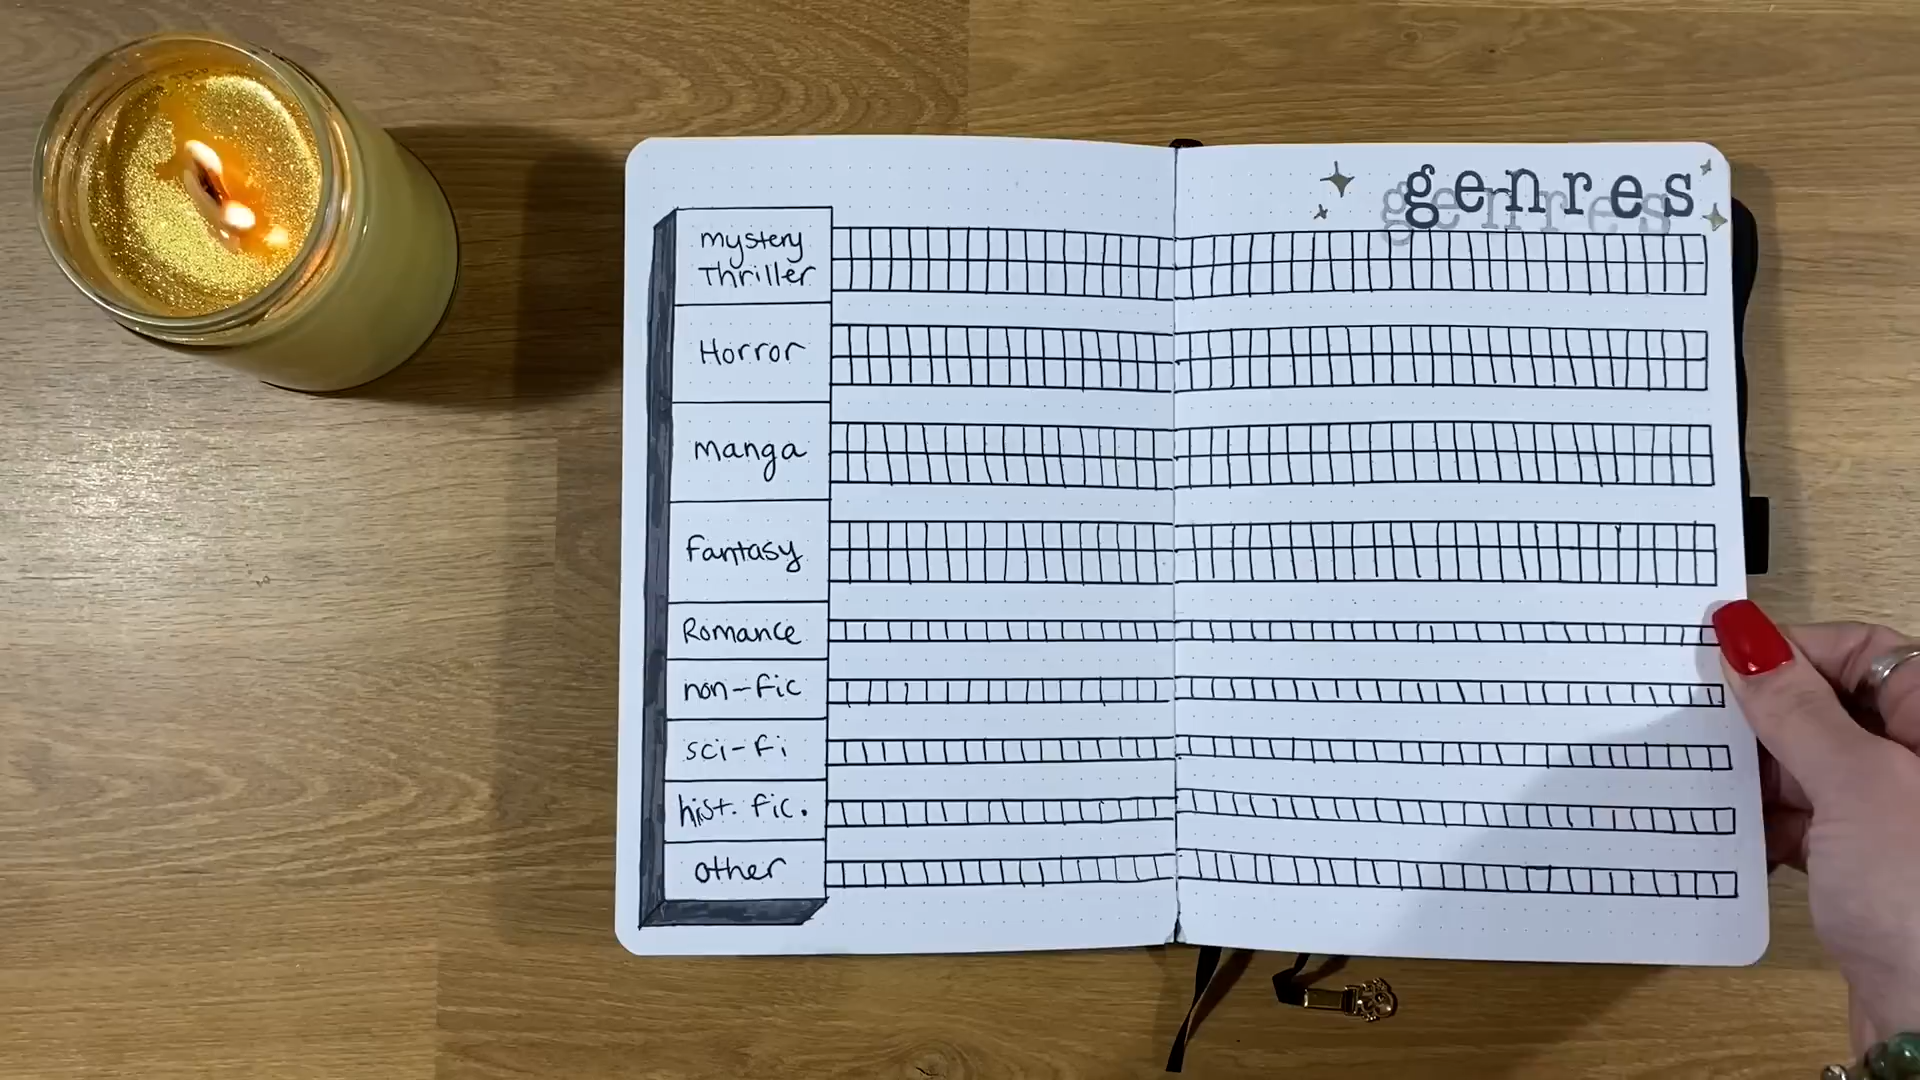 genres
mystery
Thriller
Horror
manga
fantasy
Romance
non-fic
sci-fi
hist. fic.
other